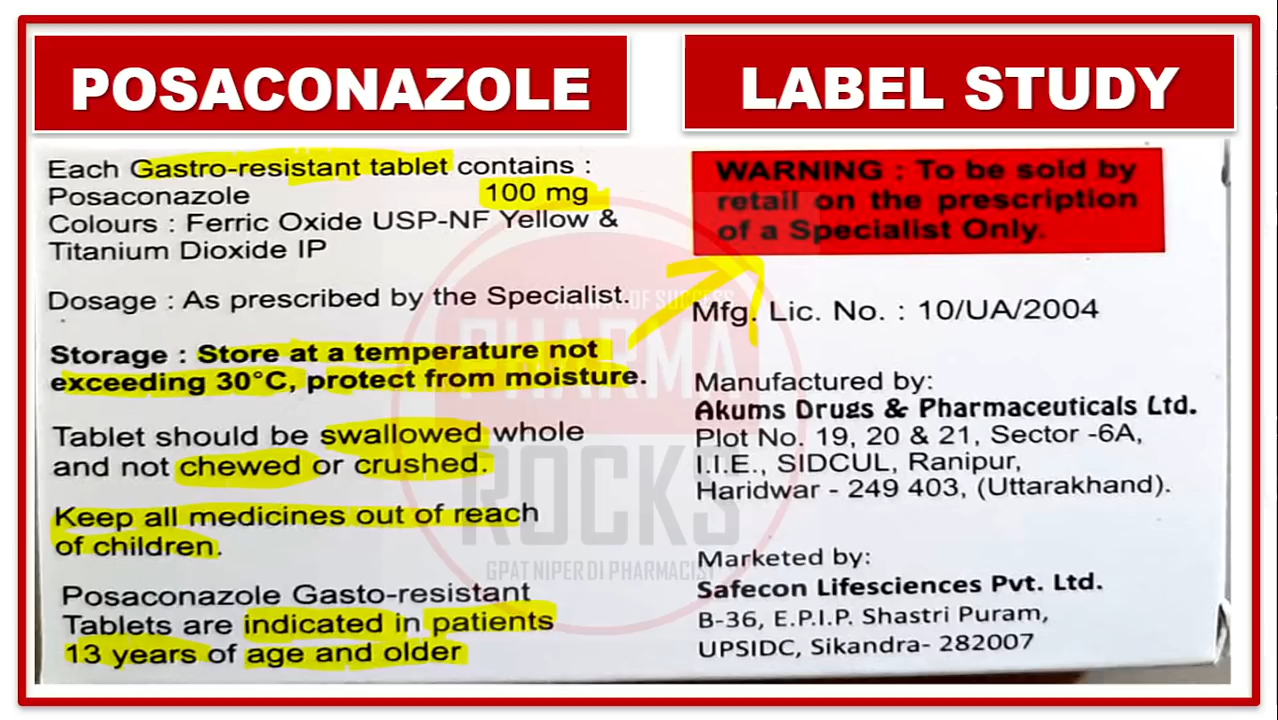 POSACONAZOLE
LABEL STUDY
Each Gastro-resistant tablet contains :
Posaconazole 100 mg
Colours : Ferric Oxide USP-NF Yellow &
Titanium Dioxide IP
Dosage : As prescribed by the Specialist.
Storage : Store at a temperature not
exceeding 30°C, protect from moisture.
Tablet should be swallowed whole
and not chewed or crushed.
Keep all medicines out of reach
of children.
Posaconazole Gasto-resistant
Tablets are indicated in patients
13 years of age and older
WARNING : To be sold by
retail on the prescription
of a Specialist Only.
Mfg. Lic. No. : 10/UA/2004
Manufactured by:
Akums Drugs & Pharmaceuticals Ltd.
Plot No. 19, 20 & 21, Sector -6A,
I.I.E., SIDCUL, Ranipur,
Haridwar - 249 403, (Uttarakhand).
Marketed by:
Safecon Lifesciences Pvt. Ltd.
B-36, E.P.I.P. Shastri Puram,
UPSIDC, Sikandra- 282007
OF SUCCESS
PHARMA
ROCKS
GPAT NIPER DI PHARMACIST